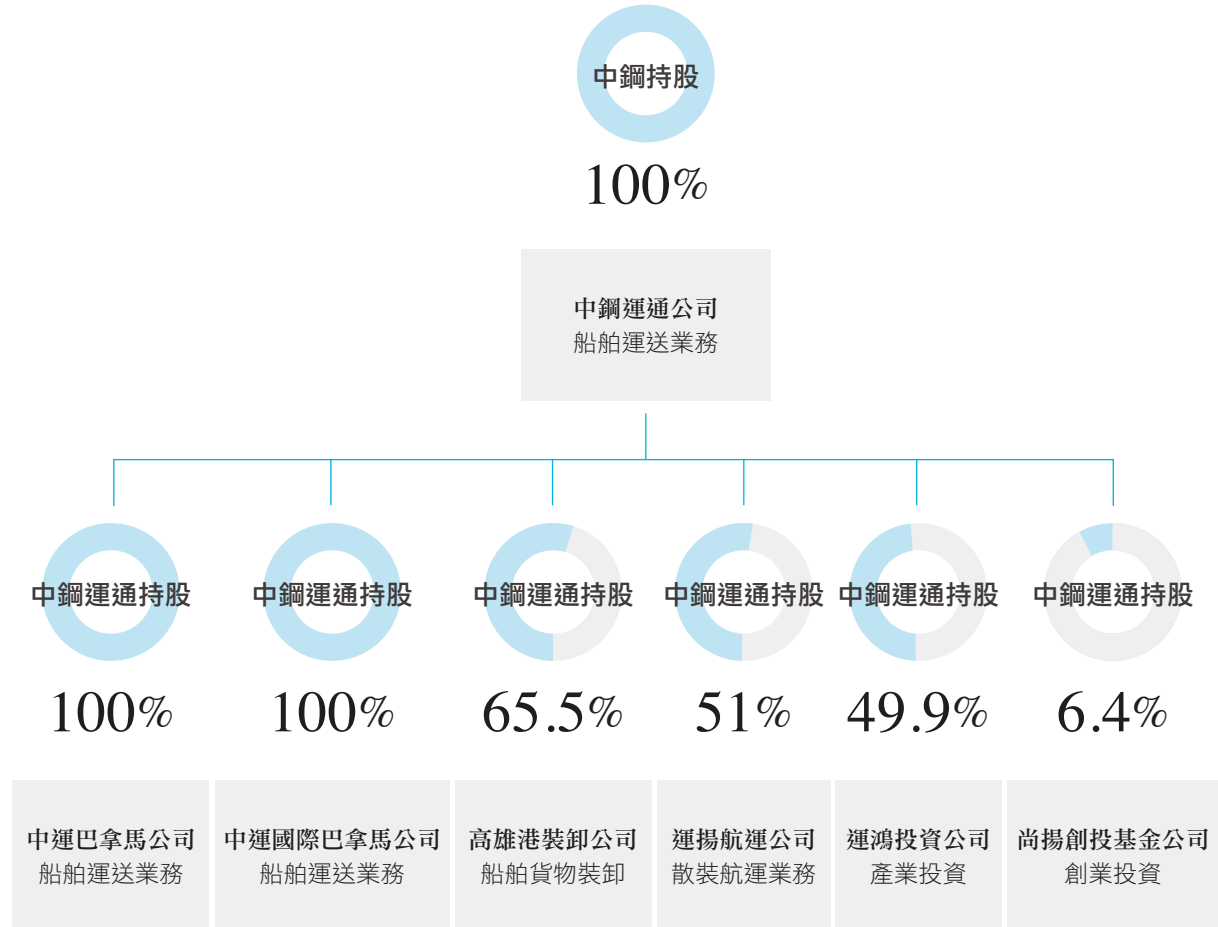 中鋼持股
100%
中鋼運通公司
船舶運送業務
中鋼運通持股
100%
中運巴拿馬公司
船舶運送業務
中鋼運通持股
100%
中運國際巴拿馬公司
船舶運送業務
中鋼運通持股
65.5%
高雄港裝卸公司
船舶貨物裝卸
中鋼運通持股
51%
運揚航運公司
散裝航運業務
中鋼運通持股
49.9%
運鴻投資公司
產業投資
中鋼運通持股
6.4%
尚揚創投基金公司
創業投資